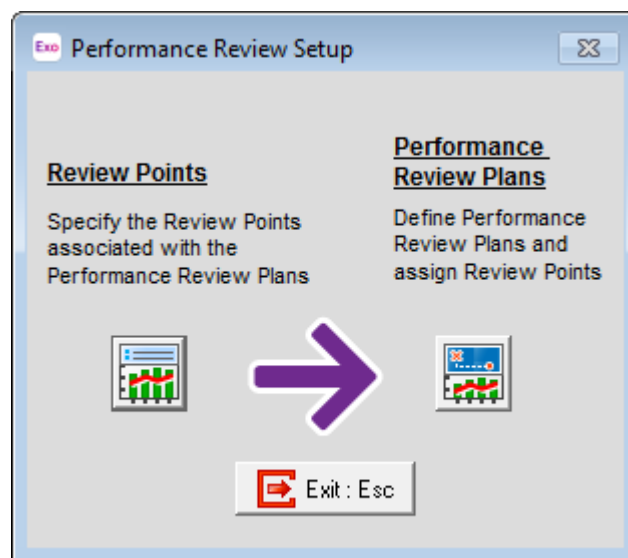 Exo Performance Review Setup
Review Points
Specify the Review Points
associated with the
Performance Review Plans
Performance
Review Plans
Define Performance
Review Plans and
assign Review Points
Exit : Esc